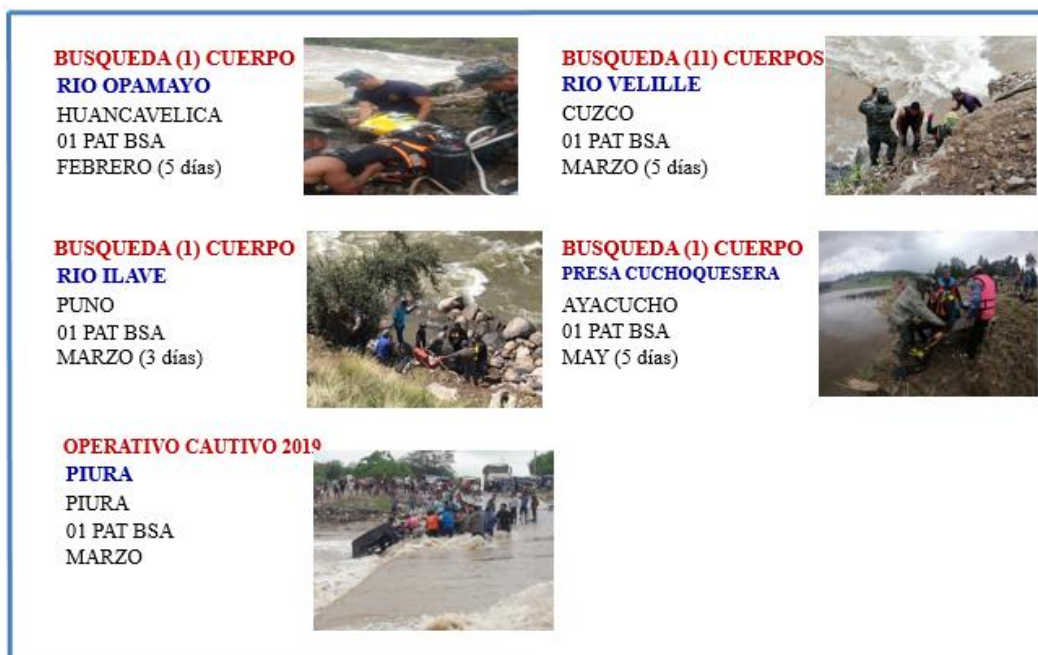 BUSQUEDA (1) CUERPO
RIO OPAMAYO
HUANCAVELICA
01 PAT BSA
FEBRERO (5 días)
BUSQUEDA (11) CUERPOS
RIO VELILLE
CUZCO
01 PAT BSA
MARZO (5 días)
BUSQUEDA (1) CUERPO
RIO ILAVE
PUNO
01 PAT BSA
MARZO (3 días)
BUSQUEDA (1) CUERPO
PRESA CUCHOQUESERA
AYACUCHO
01 PAT BSA
MAY (5 días)
OPERATIVO CAUTIVO 2019
PIURA
PIURA
01 PAT BSA
MARZO